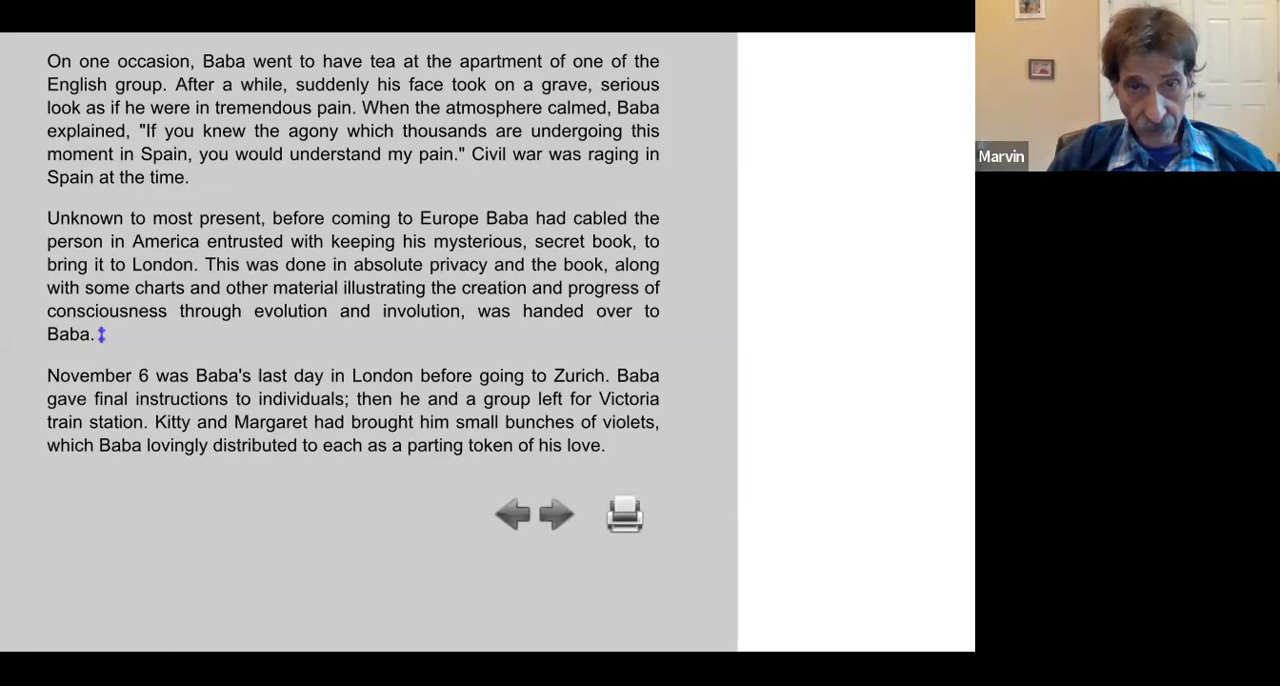 On one occasion, Baba went to have tea at the apartment of one of the
English group. After a while, suddenly his face took on a grave, serious
look as if he were in tremendous pain. When the atmosphere calmed, Baba
explained, "If you knew the agony which thousands are undergoing this
moment in Spain, you would understand my pain." Civil war was raging in
Spain at the time.
Unknown to most present, before coming to Europe Baba had cabled the
person in America entrusted with keeping his mysterious, secret book, to
bring it to London. This was done in absolute privacy and the book, along
with some charts and other material illustrating the creation and progress of
consciousness through evolution and involution, was handed over to
Baba.‡
November 6 was Baba's last day in London before going to Zurich. Baba
gave final instructions to individuals; then he and a group left for Victoria
train station. Kitty and Margaret had brought him small bunches of violets,
which Baba lovingly distributed to each as a parting token of his love.
Marvin